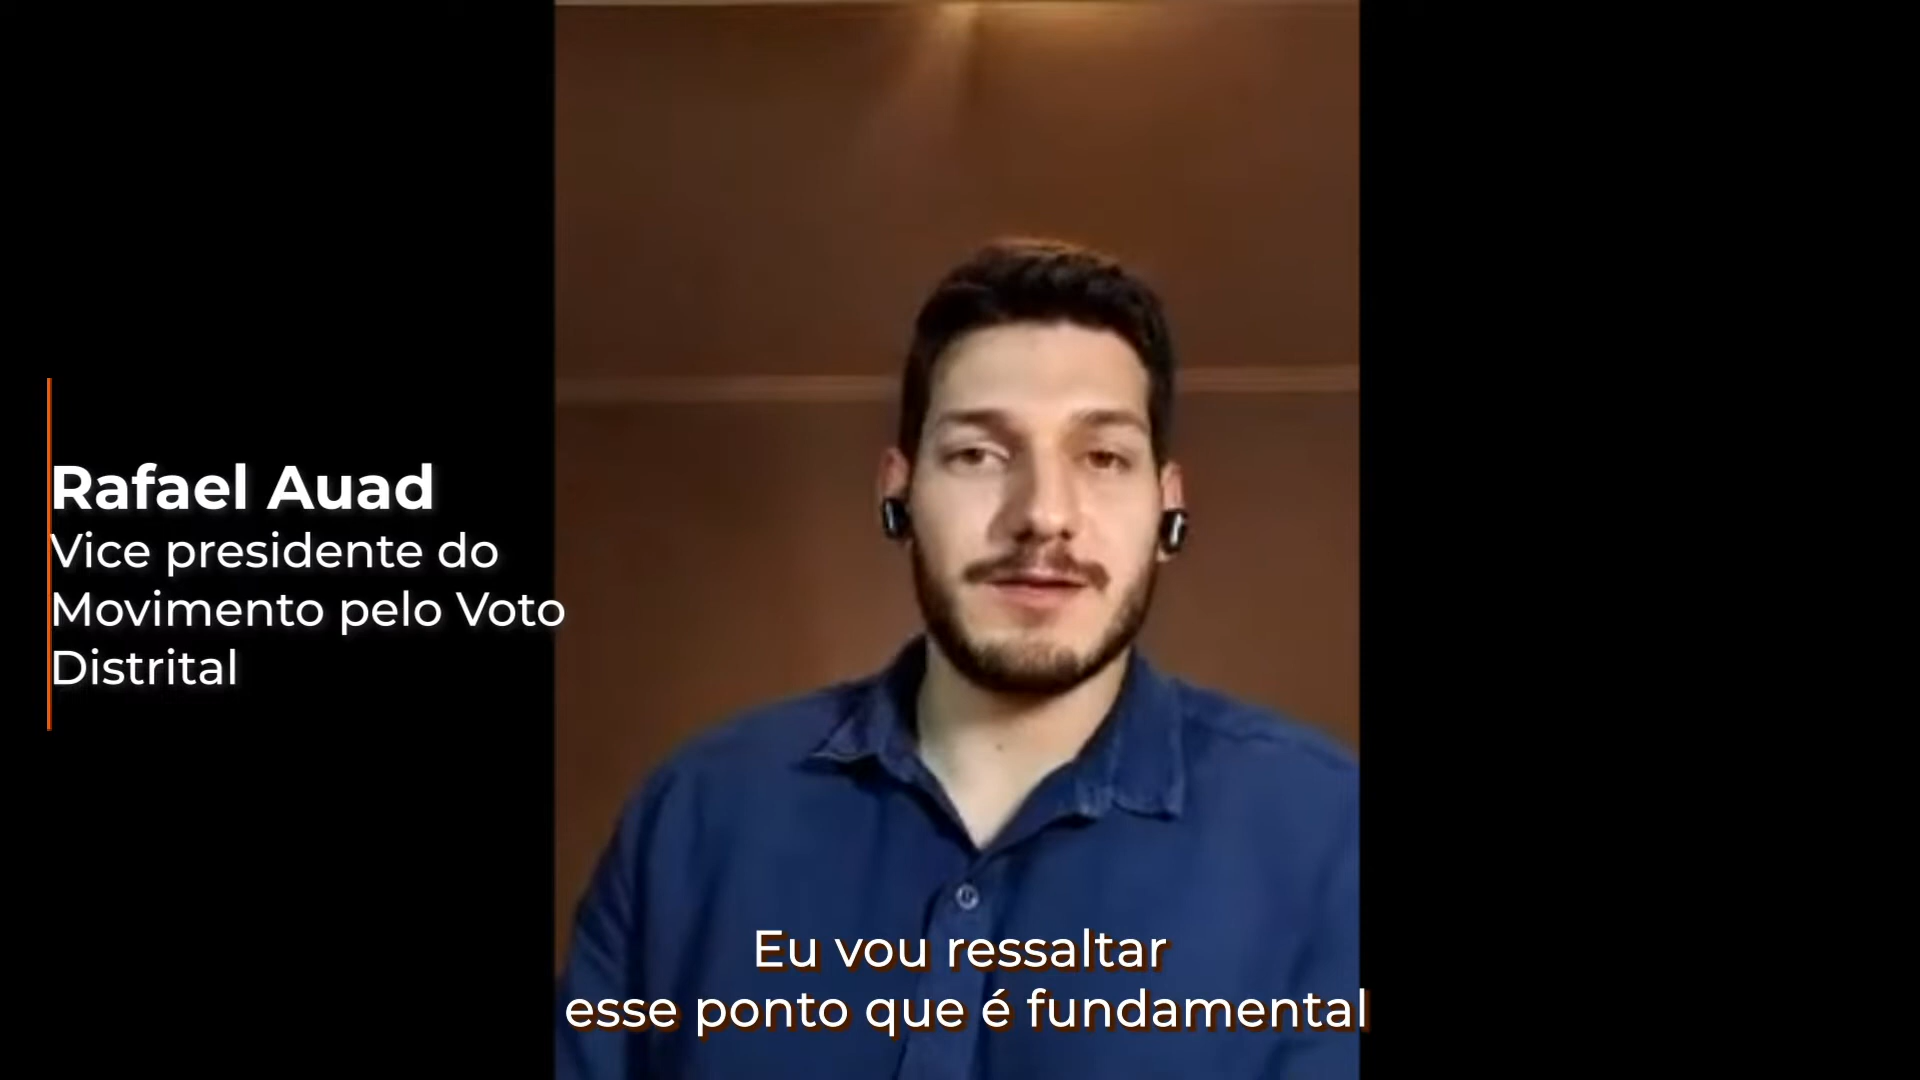 Rafael Auad
Vice presidente do
Movimento pelo Voto
Distrital
Eu vou ressaltar
esse ponto que é fundamental